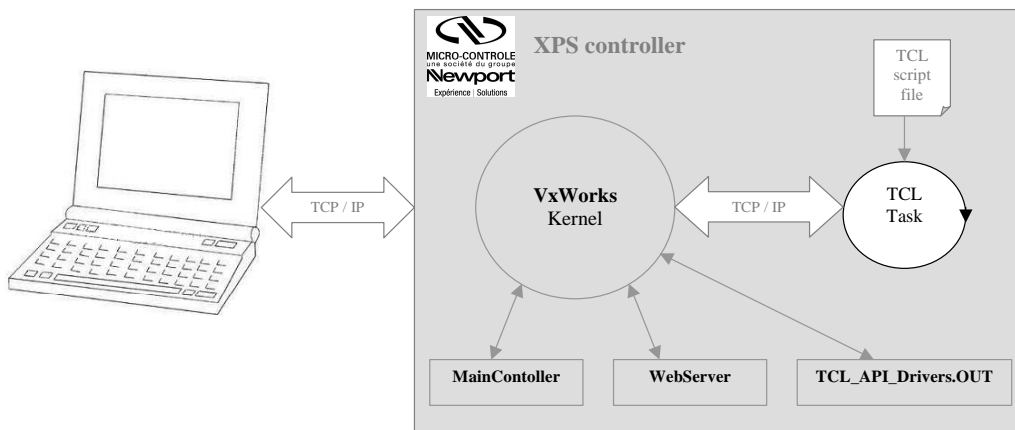 MICRO-CONTROLE
une société du groupe
Newport
Expérience | Solutions
XPS controller
TCL
script
file
VxWorks
Kernel
TCP / IP
TCP / IP
TCL
Task
MainContoller
WebServer
TCL_API_Drivers.OUT